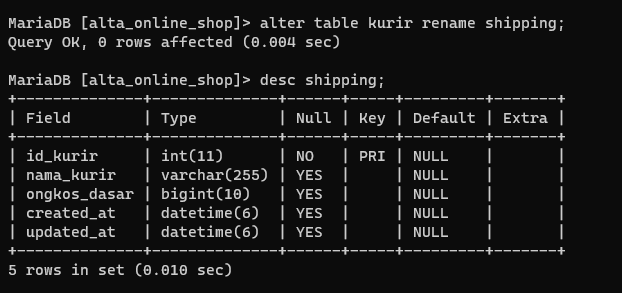 MariaDB [alta_online_shop]> alter table kurir rename shipping;
Query OK, 0 rows affected (0.004 sec)

MariaDB [alta_online_shop]> desc shipping;
+--------------+--------------+------+-----+---------+-------+
| Field        | Type         | Null | Key | Default | Extra |
+--------------+--------------+------+-----+---------+-------+
| id_kurir     | int(11)      | NO   | PRI | NULL    |       |
| nama_kurir   | varchar(255) | YES  |     | NULL    |       |
| ongkos_dasar | bigint(10)   | YES  |     | NULL    |       |
| created_at   | datetime(6)  | YES  |     | NULL    |       |
| updated_at   | datetime(6)  | YES  |     | NULL    |       |
+--------------+--------------+------+-----+---------+-------+
5 rows in set (0.010 sec)